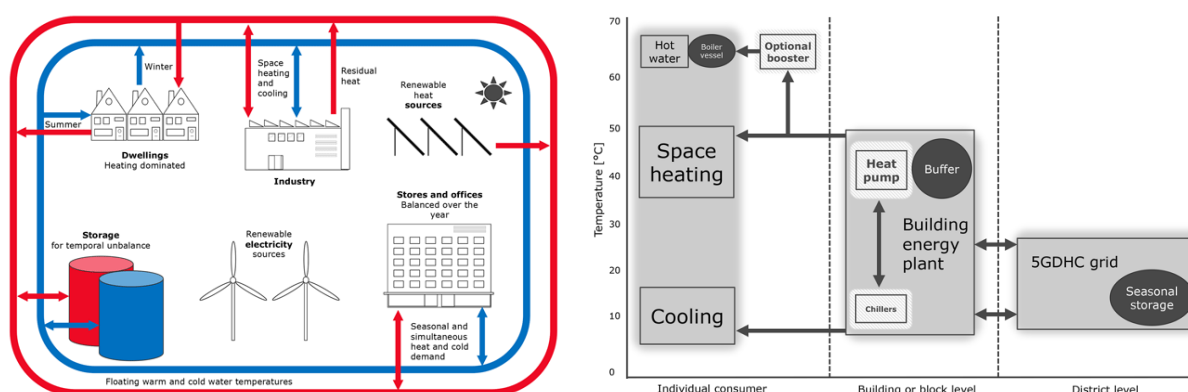 Winter
Summer
Dwellings
Heating dominated
Space
heating
and
cooling
Residual
heat
Industry
Renewable
heat
sources
Stores and offices
Balanced over the
year
Storage
for temporal unbalance
Renewable
electricity
sources
Seasonal and
simultaneous
heat and cold
demand
Floating warm and cold water temperatures
Temperature [°C]
70
60
50
40
30
20
10
0
Hot
water
Boiler
vessel
Optional
booster
Space
heating
Cooling
Heat
pump
Buffer
Building
energy
plant
Chillers
5GDHC grid
Seasonal
storage
Individual consumer
Building or block level
District level